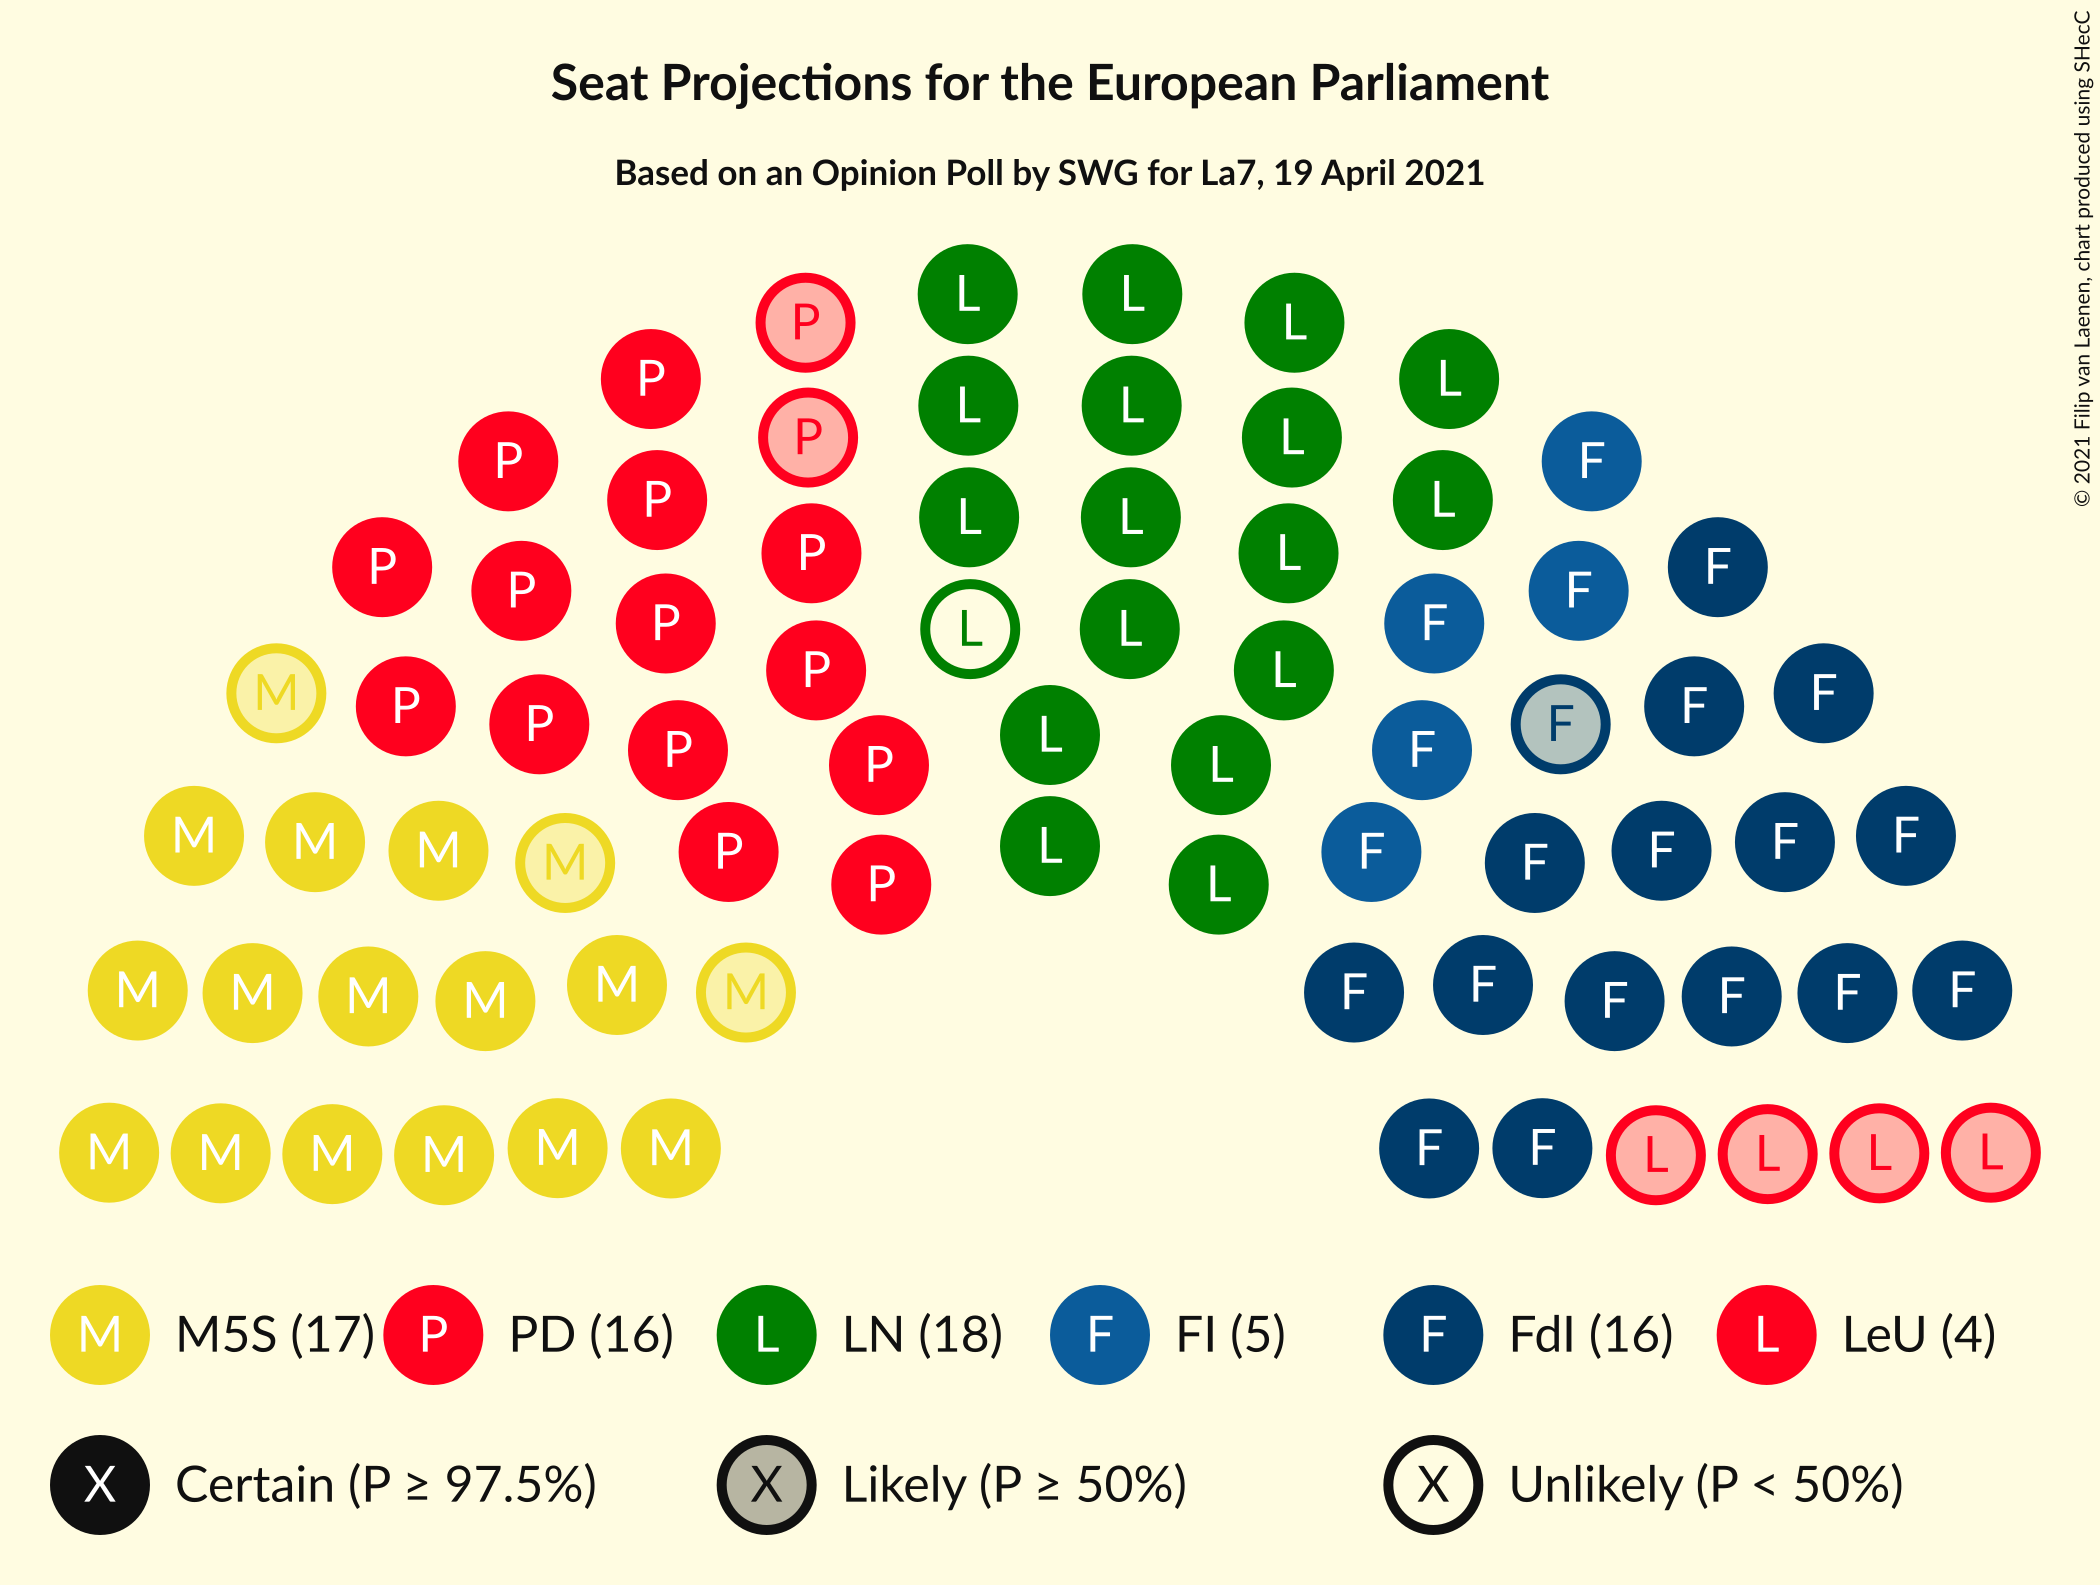 Seat Projections for the European Parliament
Based on an Opinion Poll by SWG for La7, 19 April 2021
© 2021 Filip van Laenen, chart produced using SHecC
L L
P L L
P P L L
L L
P P L L F
P P L L L F
P P P L L L F F
P P L L L F
M P P P L F F F F
P P L L
M M M M P L F F F F F
P L
M M M M M M F F F F F F
M M M M M M F F L L L L
M M5S (17) P PD (16) L LN (18) F FI (5) F FdI (16) L LeU (4)
X Certain (P ≥ 97.5%) X Likely (P ≥ 50%) X Unlikely (P < 50%)